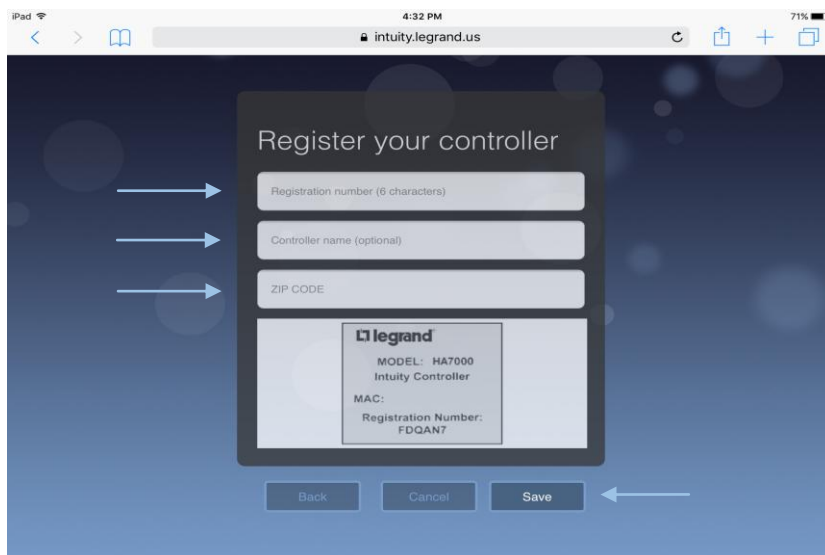 iPad 4:32 PM 71%
intuity.legrand.us
Register your controller
Registration number (6 characters)
Controller name (optional)
ZIP CODE
legrand
MODEL: HA7000
Intuity Controller
MAC:
Registration Number:
FDQAN7
Back Cancel Save